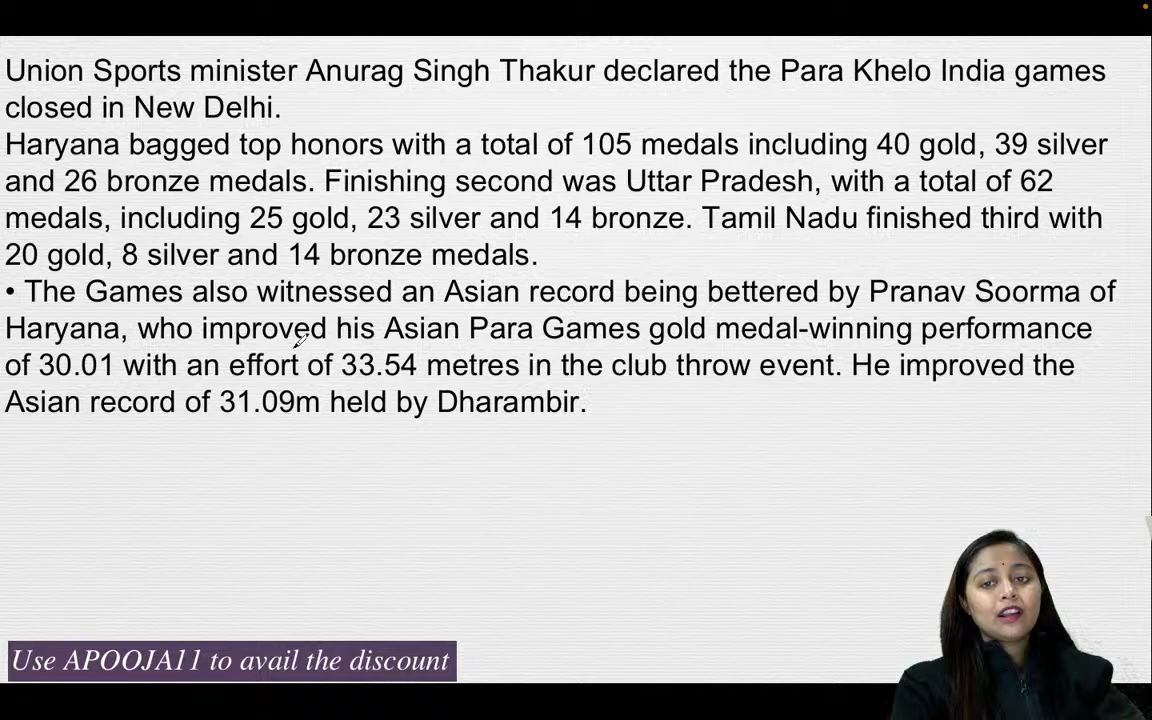 Union Sports minister Anurag Singh Thakur declared the Para Khelo India games
closed in New Delhi.
Haryana bagged top honors with a total of 105 medals including 40 gold, 39 silver
and 26 bronze medals. Finishing second was Uttar Pradesh, with a total of 62
medals, including 25 gold, 23 silver and 14 bronze. Tamil Nadu finished third with
20 gold, 8 silver and 14 bronze medals.
• The Games also witnessed an Asian record being bettered by Pranav Soorma of
Haryana, who improved his Asian Para Games gold medal-winning performance
of 30.01 with an effort of 33.54 metres in the club throw event. He improved the
Asian record of 31.09m held by Dharambir.
Use APOOJA11 to avail the discount